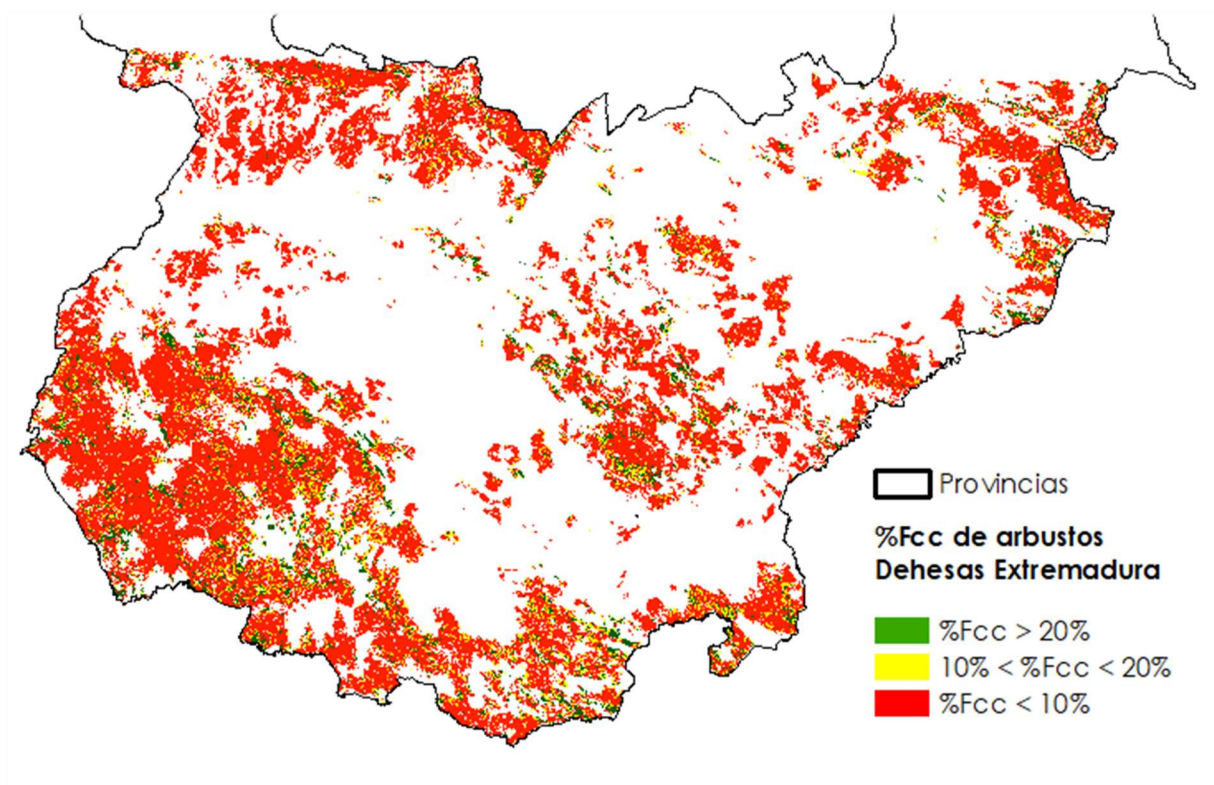 Provincias
%Fcc de arbustos
Dehesas Extremadura
%Fcc > 20%
10% < %Fcc < 20%
%Fcc < 10%